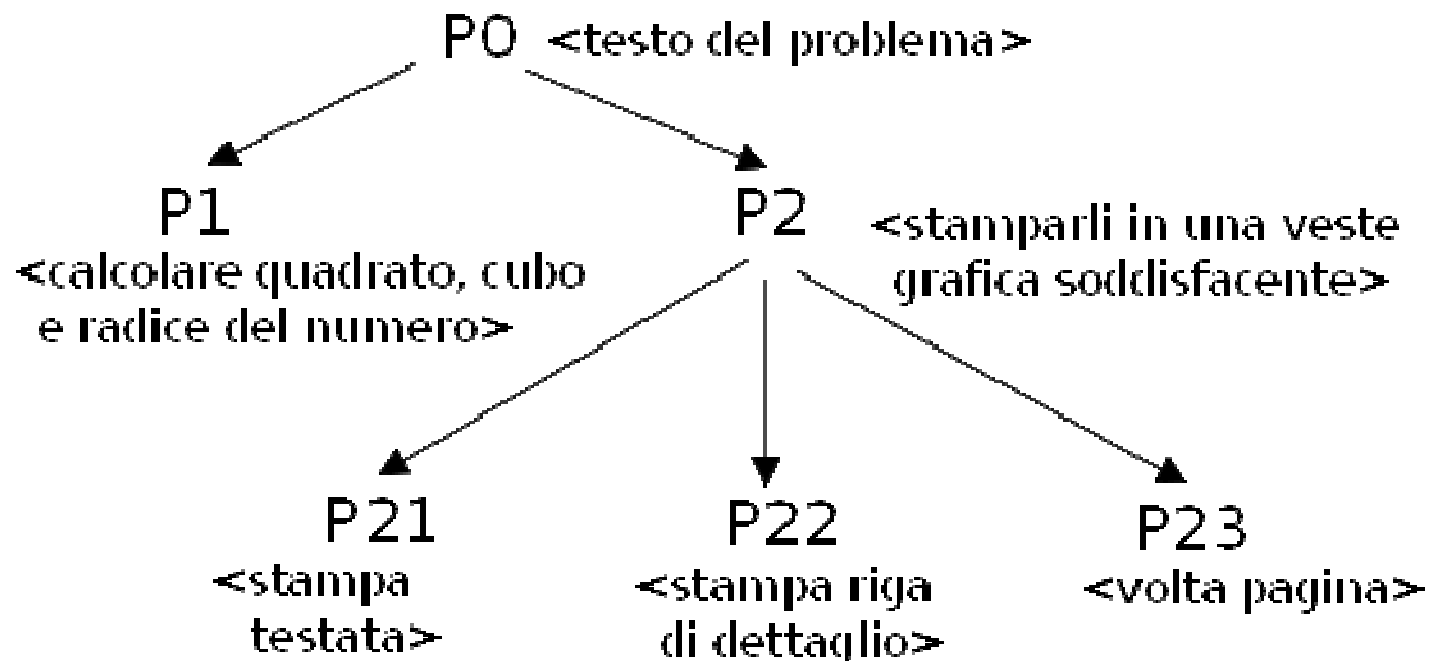 P0 <testo del problema>
P1
<calcolare quadrato, cubo
e radice del numero>
P2
<stamparli in una veste
grafica soddisfacente>
P21
<stampa
testata>
P22
<stampa riga
di dettaglio>
P23
<volta pagina>